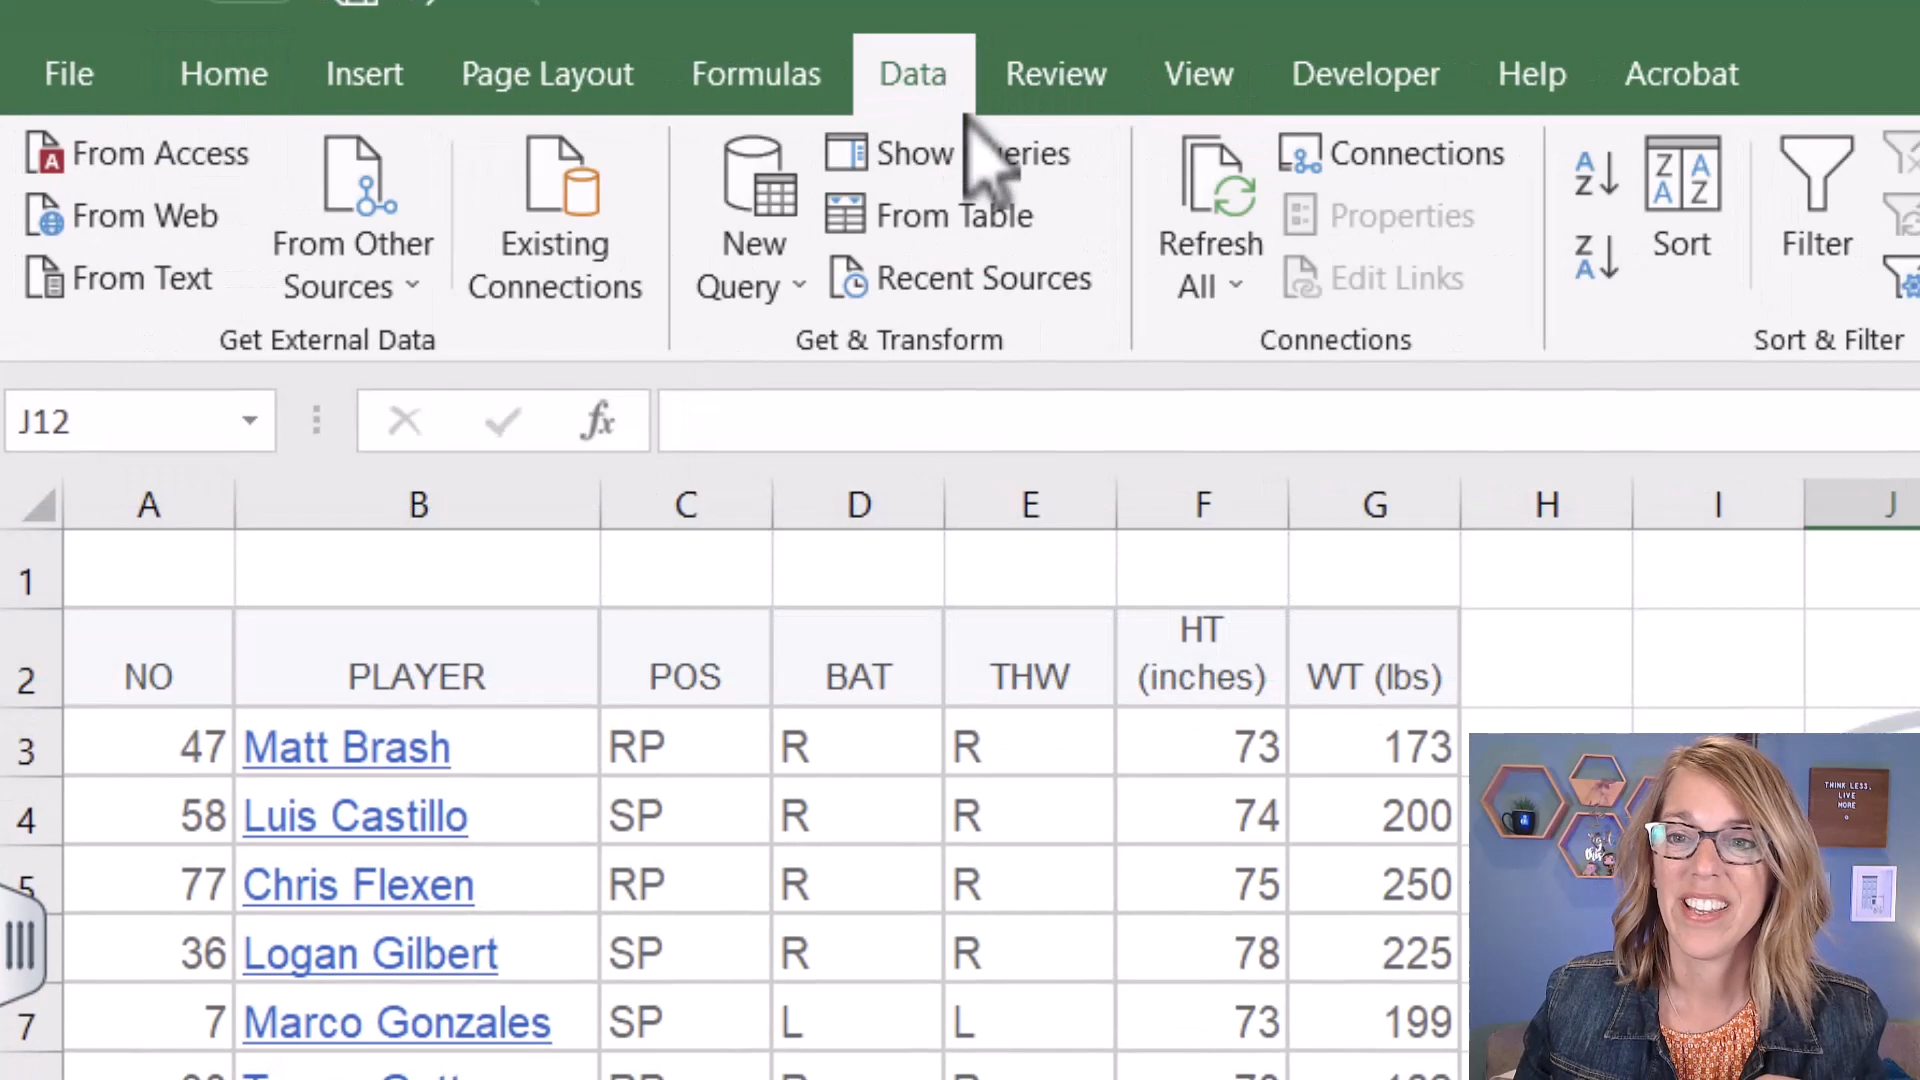 File Home Insert Page Layout Formulas Data Review View Developer Help Acrobat
From Access
From Web
From Text
From Other
Sources
Existing
Connections
Get External Data
New
Query
Show
From Table
Recent Sources
Get & Transform
Refresh
All
Connections
Properties
Edit Links
Connections
Sort
Filter
Sort & Filter
J12 fx
A B C D E F G H I J
1
2 NO PLAYER POS BAT THW HT (inches) WT (lbs)
3 47 Matt Brash RP R R 73 173
4 58 Luis Castillo SP R R 74 200
5 77 Chris Flexen RP R R 75 250
36 Logan Gilbert SP R R 78 225
7 7 Marco Gonzales SP L L 73 199
THINK LESS,
LIVE
MORE